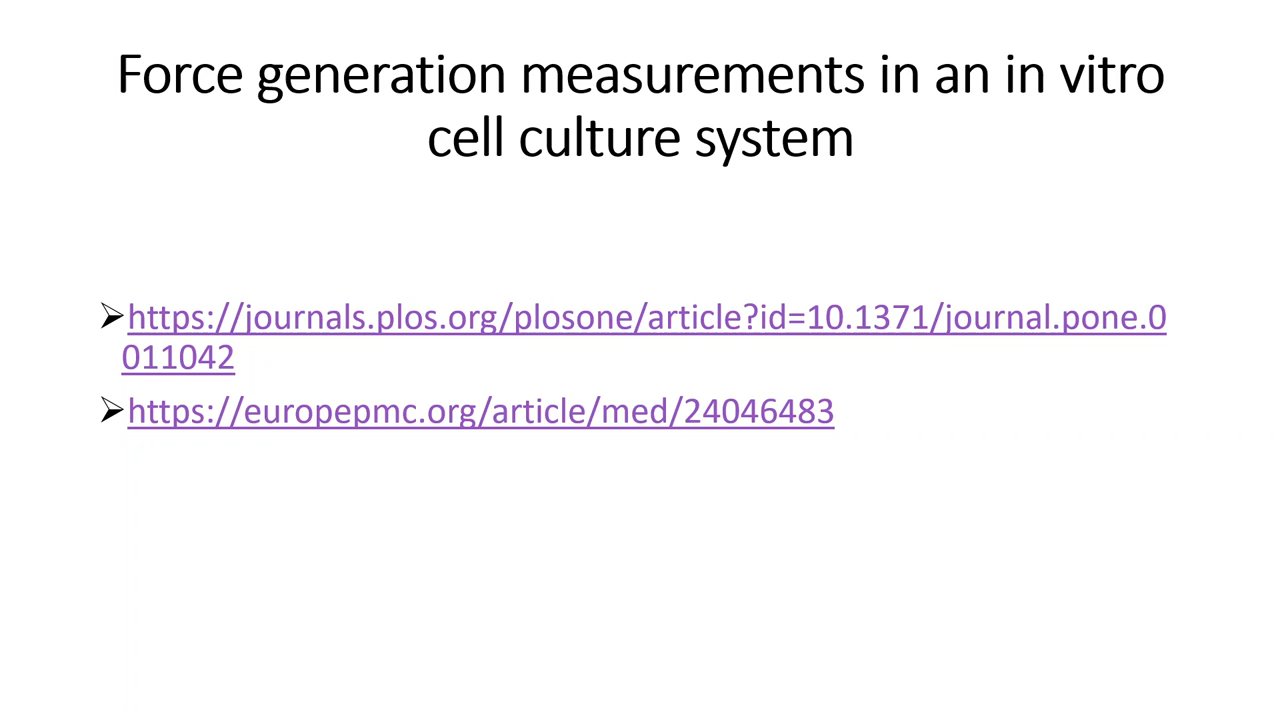 Force generation measurements in an in vitro
cell culture system
➢https://journals.plos.org/plosone/article?id=10.1371/journal.pone.0
011042
➢https://europepmc.org/article/med/24046483